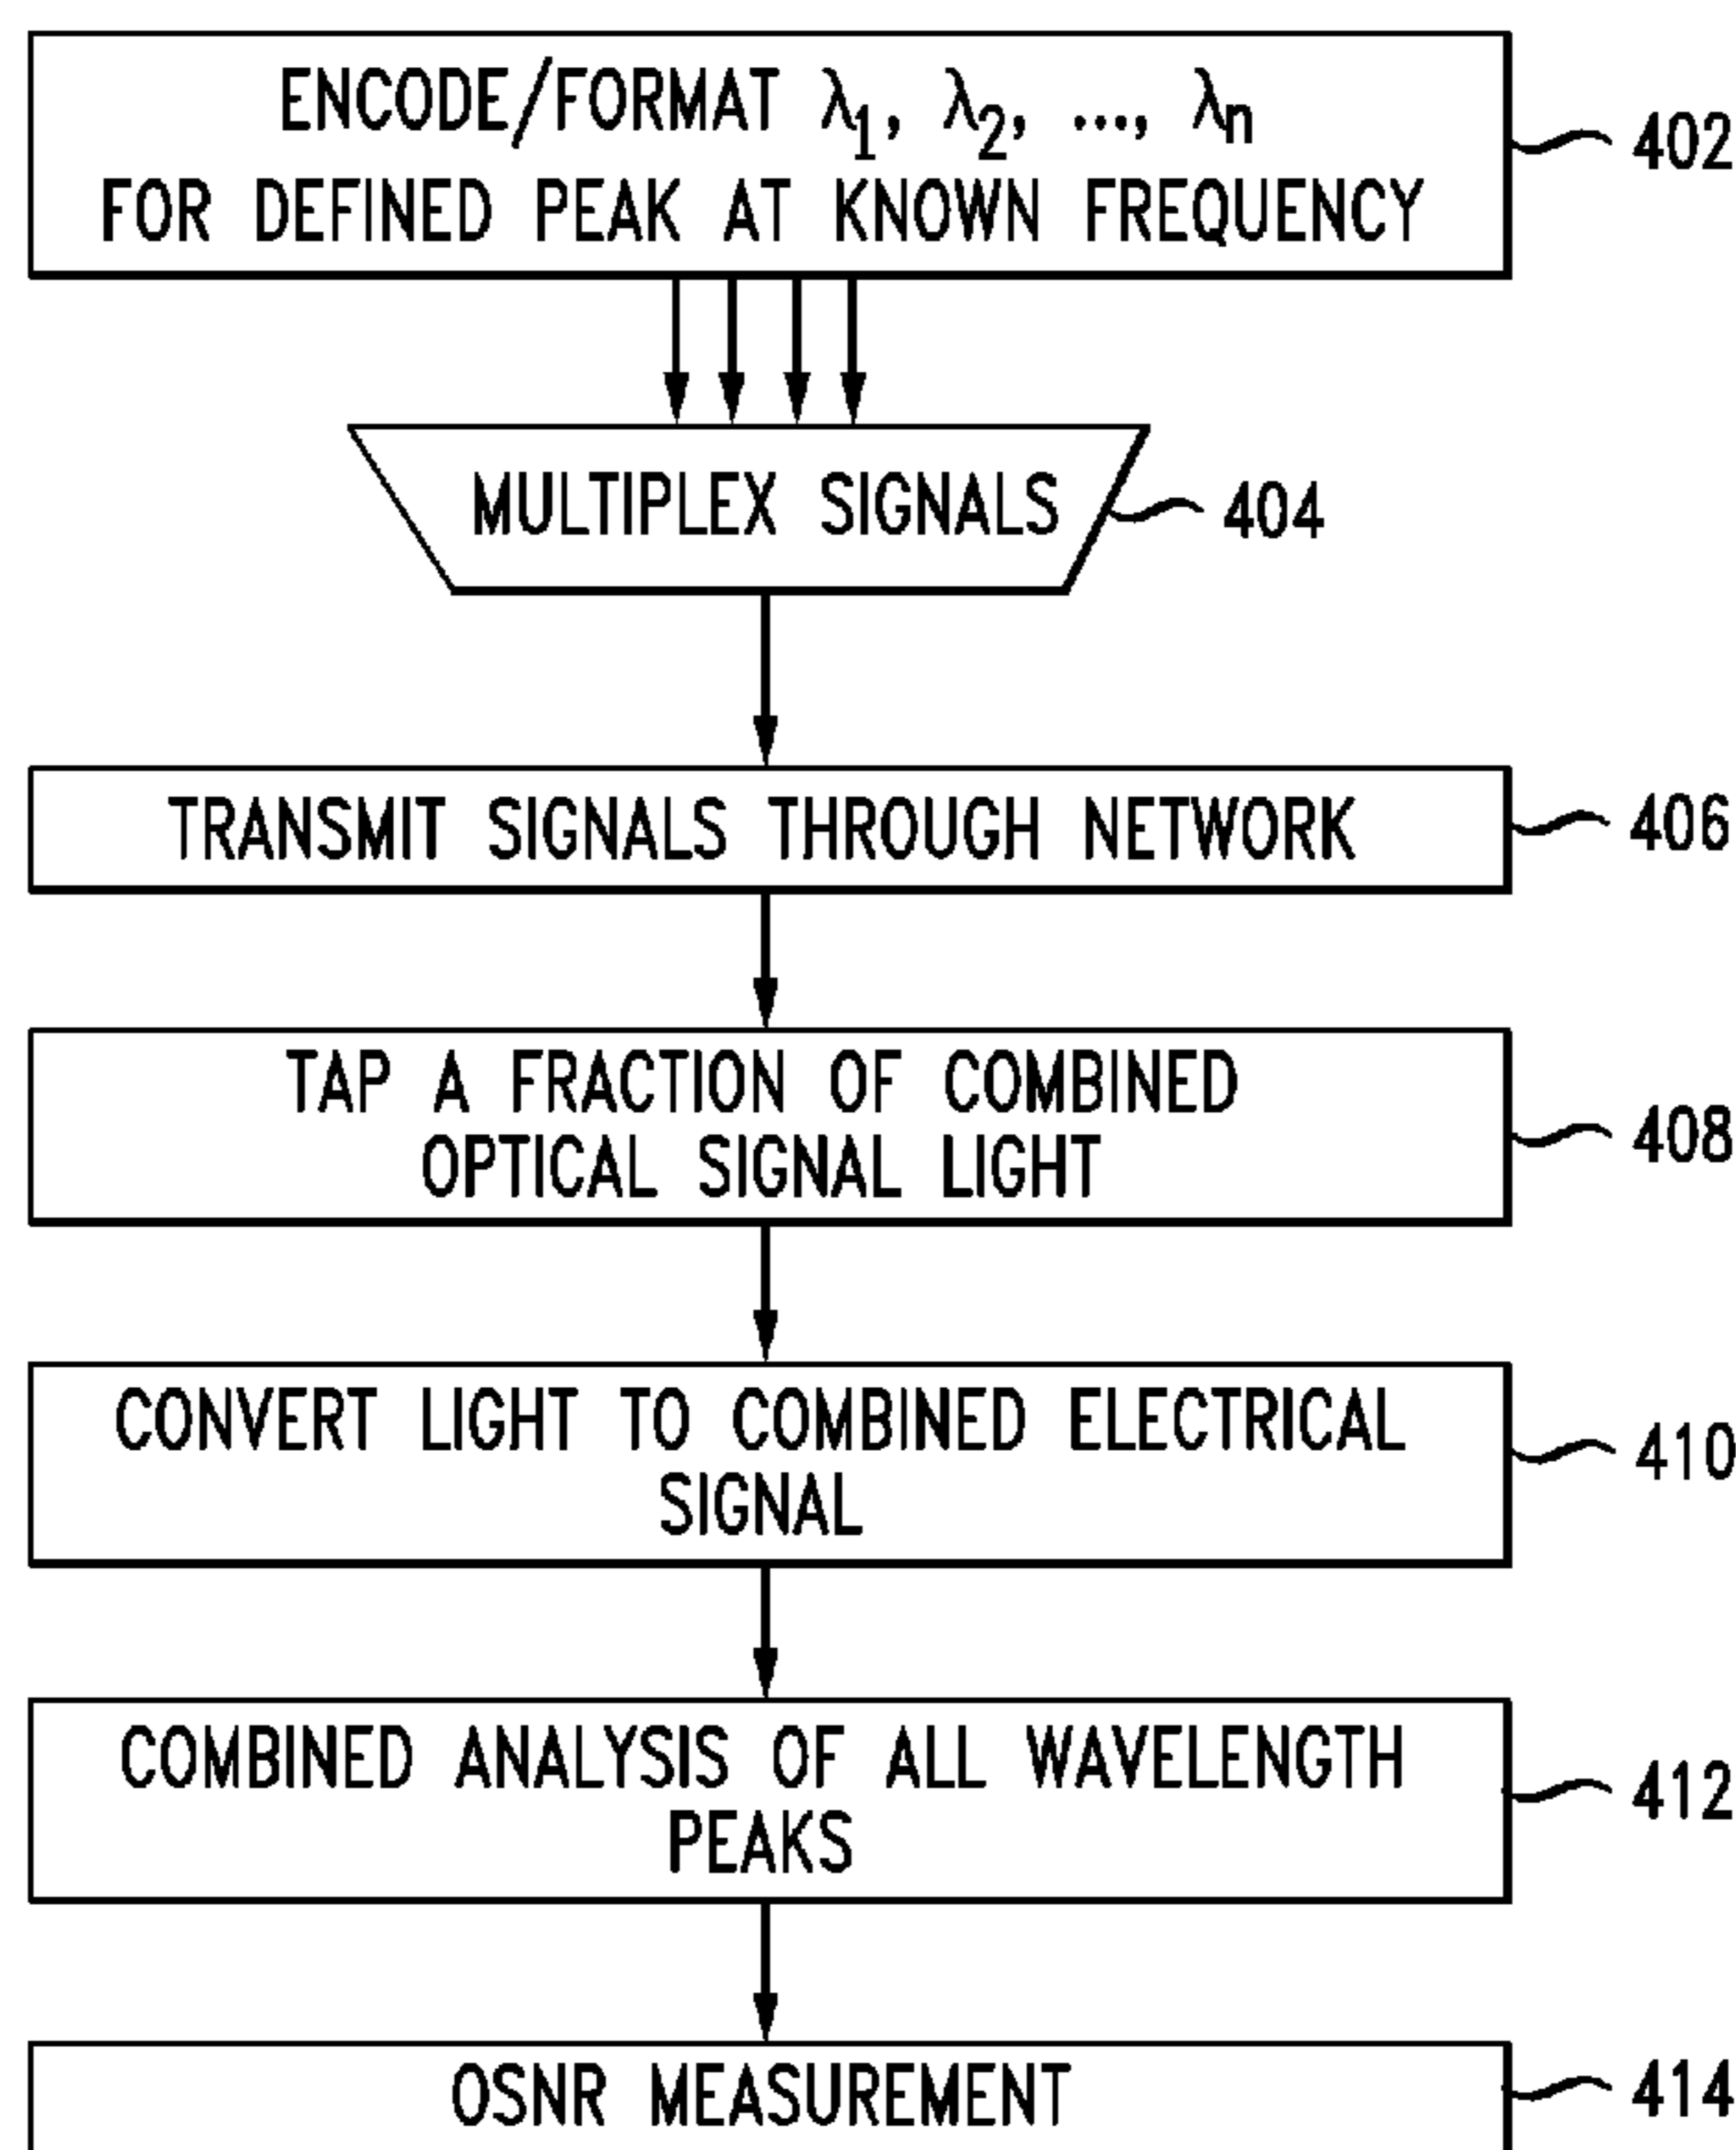 ENCODE/FORMAT λ1, λ2, ..., λn
FOR DEFINED PEAK AT KNOWN FREQUENCY
402
MULTIPLEX SIGNALS
404
TRANSMIT SIGNALS THROUGH NETWORK
406
TAP A FRACTION OF COMBINED
OPTICAL SIGNAL LIGHT
408
CONVERT LIGHT TO COMBINED ELECTRICAL
SIGNAL
410
COMBINED ANALYSIS OF ALL WAVELENGTH
PEAKS
412
OSNR MEASUREMENT
414